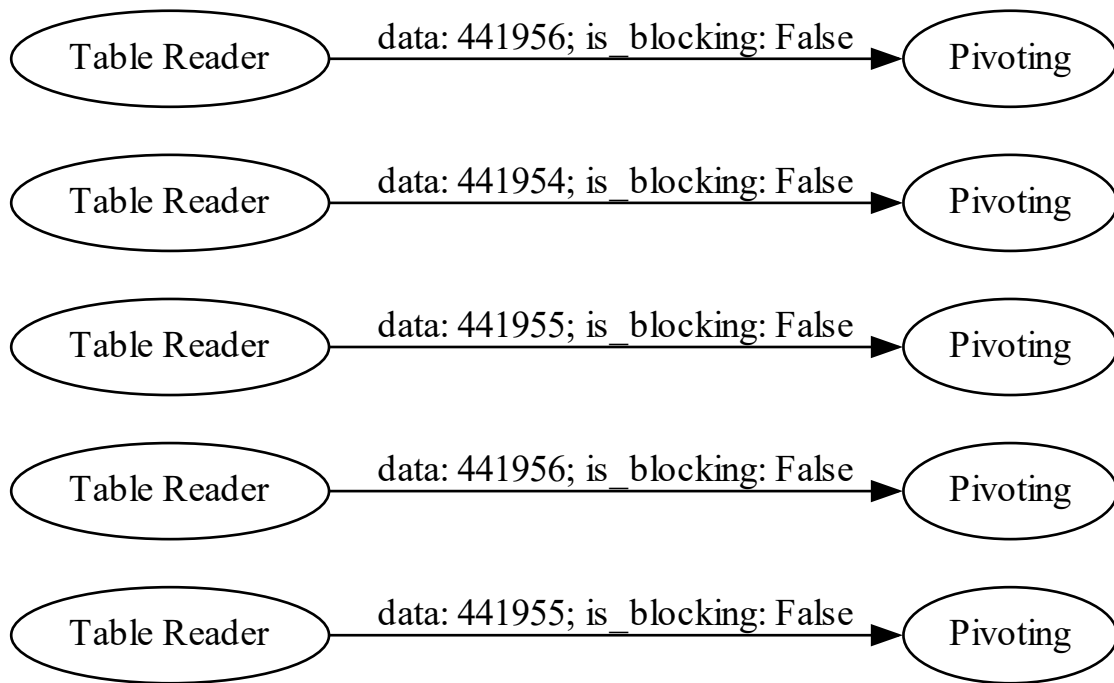 Table Reader data: 441956; is_blocking: False Pivoting
Table Reader data: 441954; is_blocking: False Pivoting
Table Reader data: 441955; is_blocking: False Pivoting
Table Reader data: 441956; is_blocking: False Pivoting
Table Reader data: 441955; is_blocking: False Pivoting